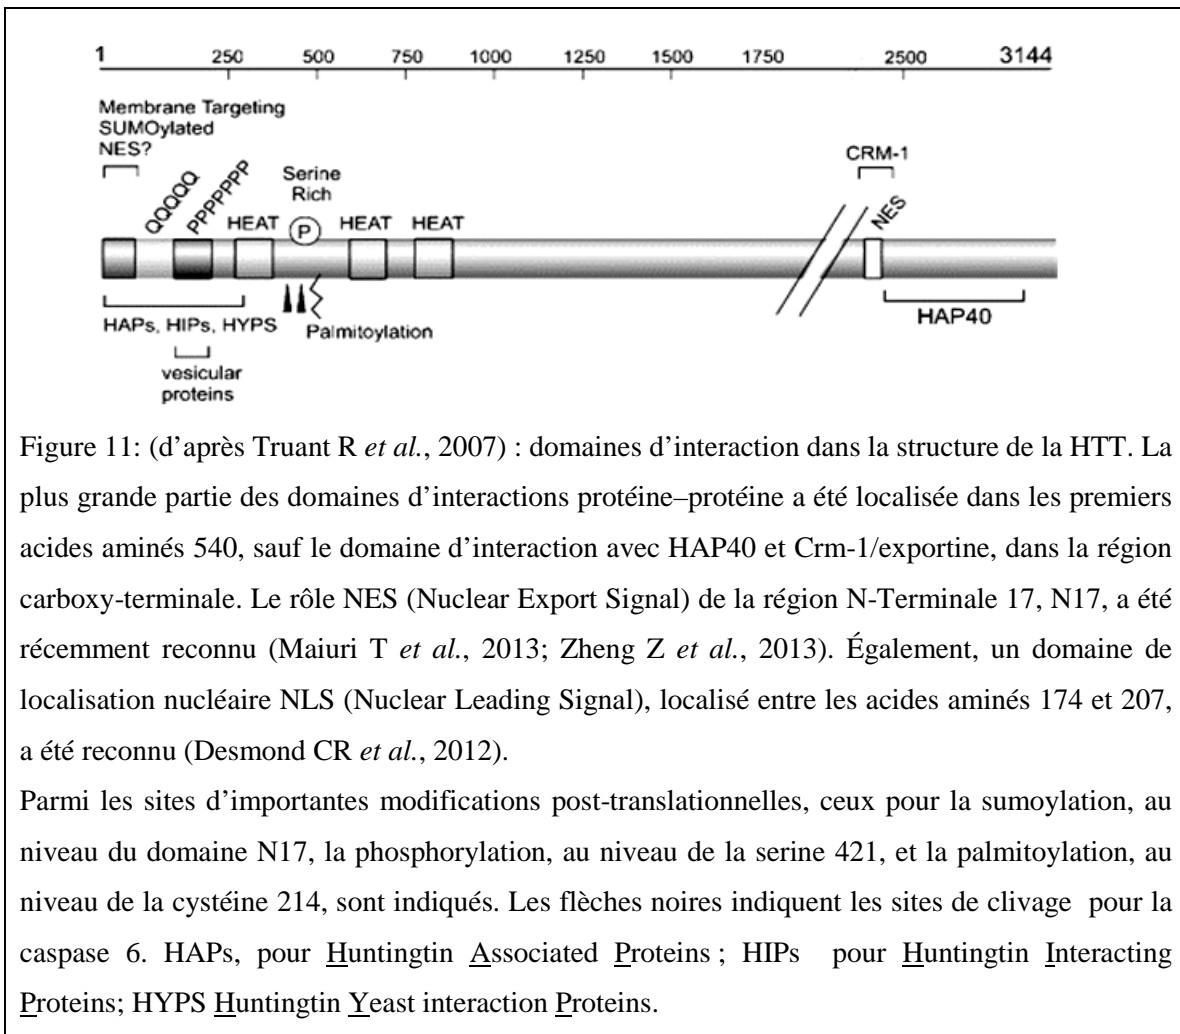 1 250 500 750 1000 1250 1500 1750 2500 3144
Membrane Targeting
SUMOylated
NES?
QQQQQ
PPPPPPP
HEAT
Serine
Rich
P
HEAT
HEAT
CRM-1
NES
HAPs, HIPs, HYPS
Palmitoylation
HAP40
vesicular
proteins
Figure 11: (d’après Truant R et al., 2007) : domaines d’interaction dans la structure de la HTT. La
plus grande partie des domaines d’interactions protéine–protéine a été localisée dans les premiers
acides aminés 540, sauf le domaine d’interaction avec HAP40 et Crm-1/exportine, dans la région
carboxy-terminale. Le rôle NES (Nuclear Export Signal) de la région N-Terminale 17, N17, a été
récemment reconnu (Maiuri T et al., 2013; Zheng Z et al., 2013). Également, un domaine de
localisation nucléaire NLS (Nuclear Leading Signal), localisé entre les acides aminés 174 et 207,
a été reconnu (Desmond CR et al., 2012).
Parmi les sites d’importantes modifications post-translationnelles, ceux pour la sumoylation, au
niveau du domaine N17, la phosphorylation, au niveau de la serine 421, et la palmitoylation, au
niveau de la cystéine 214, sont indiqués. Les flèches noires indiquent les sites de clivage pour la
caspase 6. HAPs, pour Huntingtin Associated Proteins ; HIPs pour Huntingtin Interacting
Proteins; HYPS Huntingtin Yeast interaction Proteins.